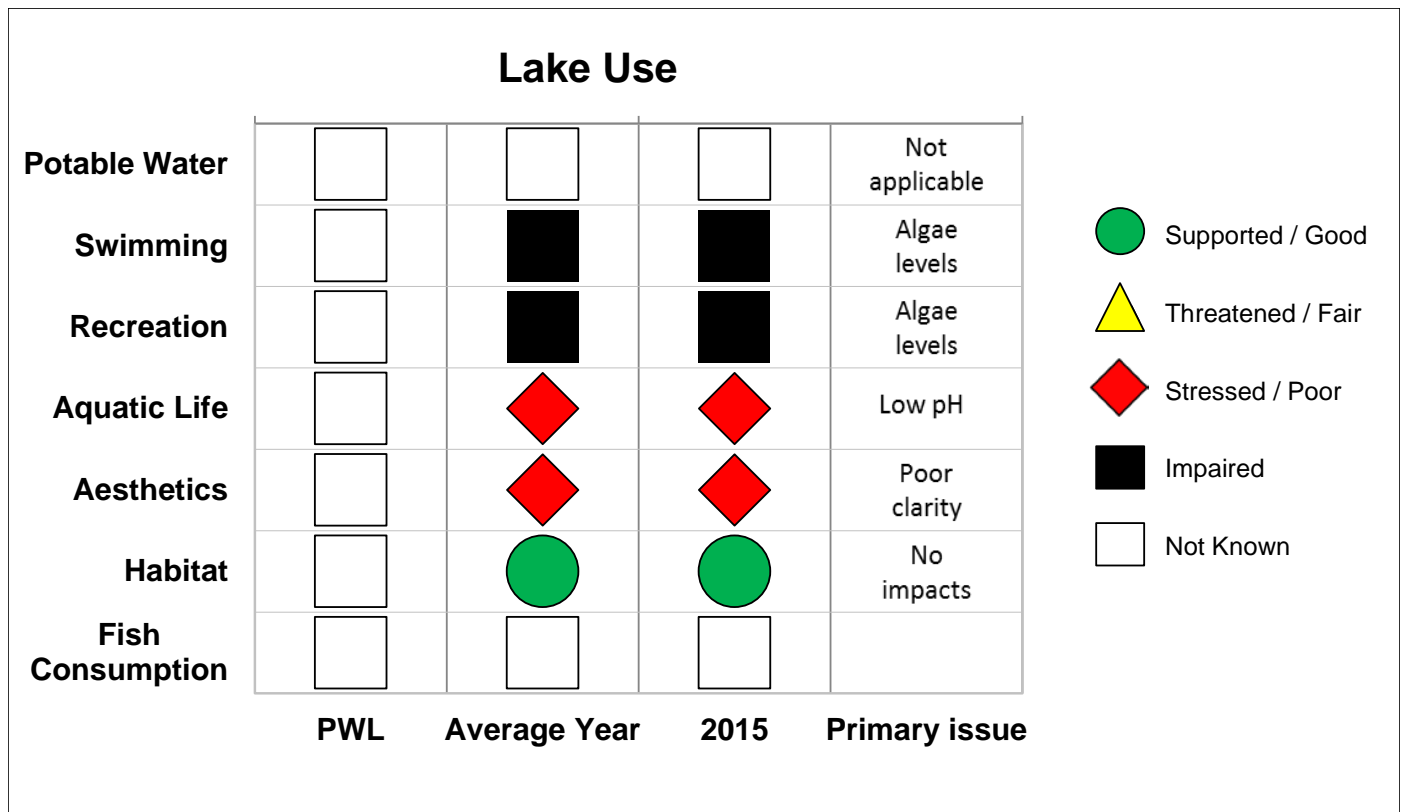 Lake Use
Potable Water
Not
applicable
Swimming
Algae
levels
Recreation
Algae
levels
Aquatic Life
Low pH
Aesthetics
Poor
clarity
Habitat
No
impacts
Fish
Consumption
PWL
Average Year
2015
Primary issue
Supported / Good
Threatened / Fair
Stressed / Poor
Impaired
Not Known